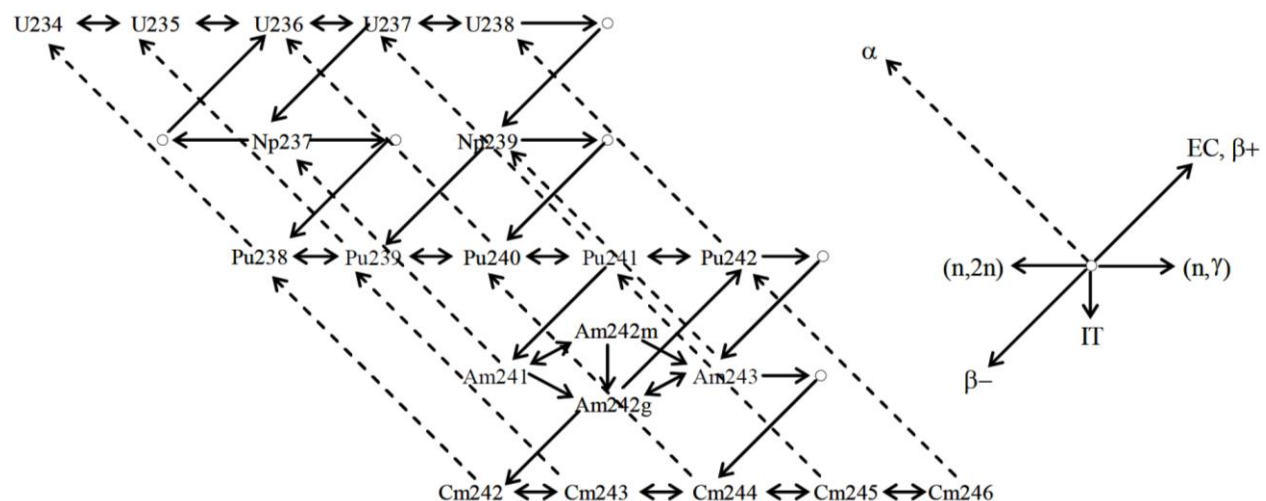 U234 U235 U236 U237 U238
α
Np237 Np239
EC, β+
Pu238 Pu239 Pu240 Pu241 Pu242
(n,2n) (n,γ)
Am242m
IT
Am241 Am243
β−
Am242g
Cm242 Cm243 Cm244 Cm245 Cm246